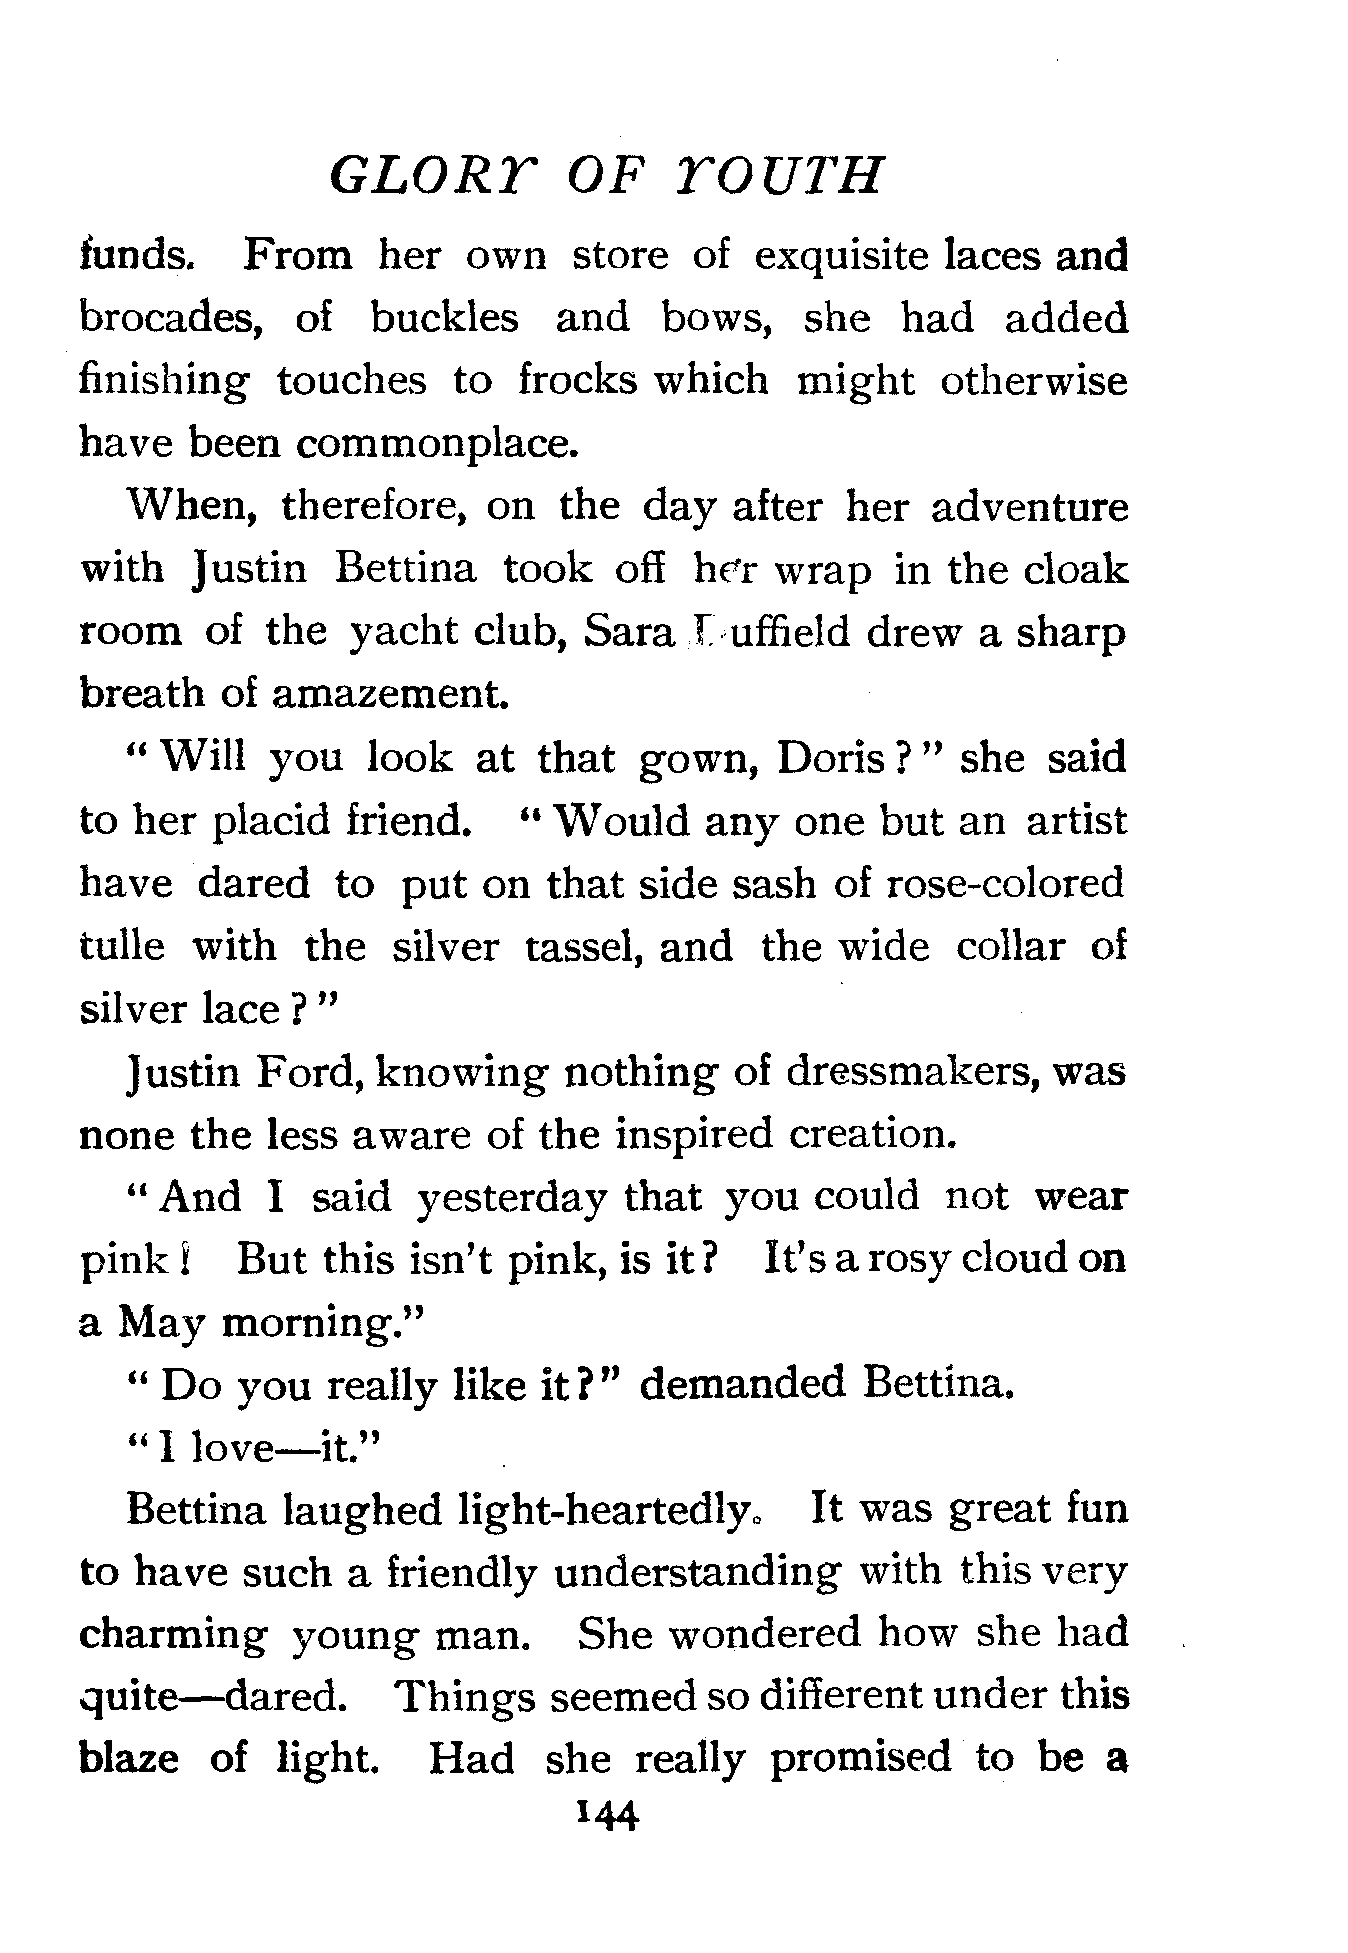 GLORY OF YOUTH
funds. From her own store of exquisite laces and
brocades, of buckles and bows, she had added
finishing touches to frocks which might otherwise
have been commonplace.
When, therefore, on the day after her adventure
with Justin Bettina took off her wrap in the cloak
room of the yacht club, Sara drew a sharp
breath of amazement.
" Will you look at that gown, Doris ? " she said
to her placid friend. " Would any one but an artist
have dared to put on that side sash of rose-colored
tulle with the silver tassel, and the wide collar of
silver lace ? "
Justin Ford, knowing nothing of dressmakers, was
none the less aware of the inspired creation.
" And I said yesterday that you could not wear
pink ! But this isn't pink, is it ? It's a rosy cloud on
a May morning."
" Do you really like it ? " demanded Bettina.
" I love—it."
Bettina laughed light-heartedly. It was great fun
to have such a friendly understanding with this very
charming young man. She wondered how she had
quite—dared. Things seemed so different under this
blaze of light. Had she really promised to be a
144